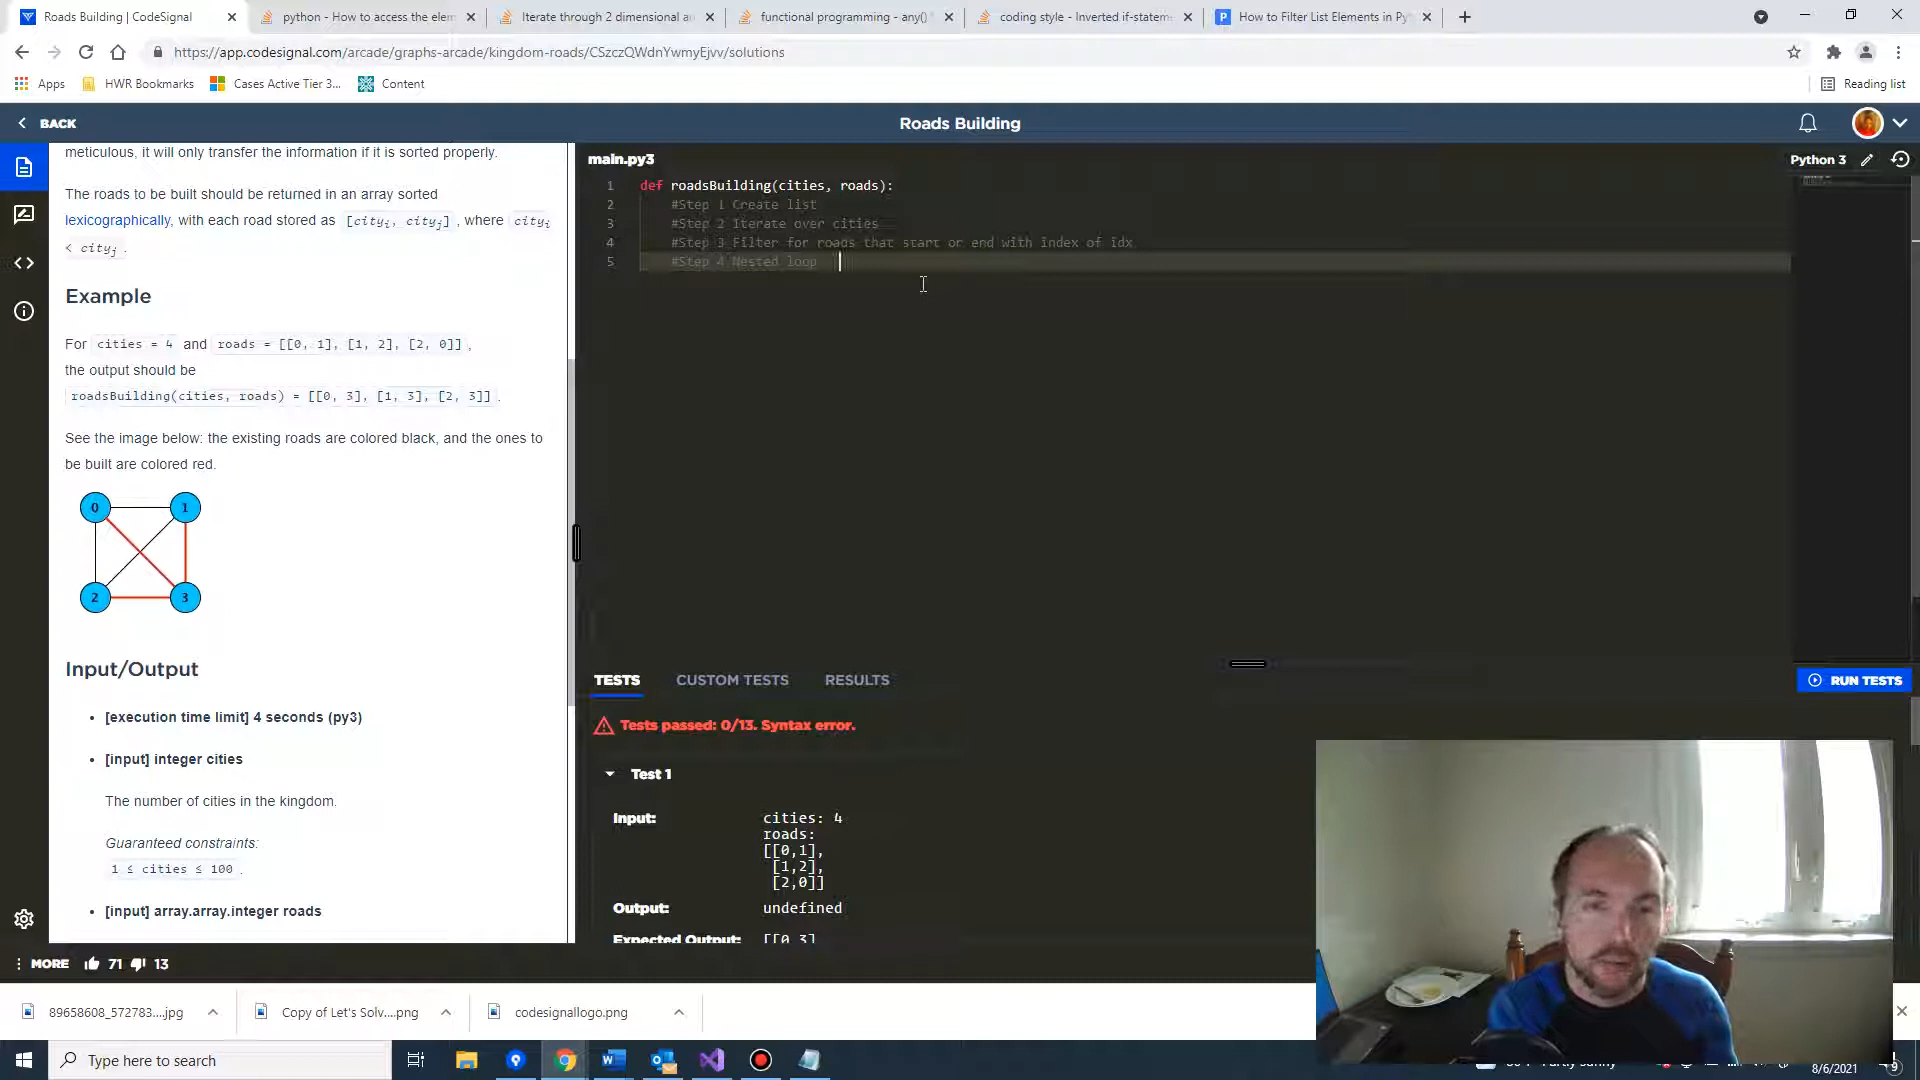 Roads Building | CodeSignal
python - How to access the elem
Iterate through 2 dimensional a
functional programming - any()
coding style - Inverted if-statem
How to Filter List Elements in Py
https://app.codesignal.com/arcade/graphs-arcade/kingdom-roads/CSzczQWdnYwmyEjvv/solutions
Apps
HWR Bookmarks
Cases Active Tier 3...
Content
Reading list
BACK
Roads Building
meticulous, it will only transfer the information if it is sorted properly.
The roads to be built should be returned in an array sorted
lexicographically, with each road stored as [cityi, cityj], where cityi
< cityj.
Example
For cities = 4 and roads = [[0, 1], [1, 2], [2, 0]],
the output should be
roadsBuilding(cities, roads) = [[0, 3], [1, 3], [2, 3]].
See the image below: the existing roads are colored black, and the ones to
be built are colored red.
0 1
2 3
Input/Output
• [execution time limit] 4 seconds (py3)
• [input] integer cities
The number of cities in the kingdom.
Guaranteed constraints:
1 ≤ cities ≤ 100.
• [input] array.array.integer roads
MORE 71 13
main.py3
Python 3
1 def roadsBuilding(cities, roads):
2 #Step 1 Create list
3 #Step 2 Iterate over cities
4 #Step 3 Filter for roads that start or end with index of idx
5 #Step 4 Nested loop
TESTS CUSTOM TESTS RESULTS
RUN TESTS
Tests passed: 0/13. Syntax error.
Test 1
Input: cities: 4
roads:
[[0,1],
[1,2],
[2,0]]
Output: undefined
Expected Output: [[0,3]
89658608_572783....jpg
Copy of Let's Solv....png
codesignallogo.png
Type here to search
8/6/2021
9